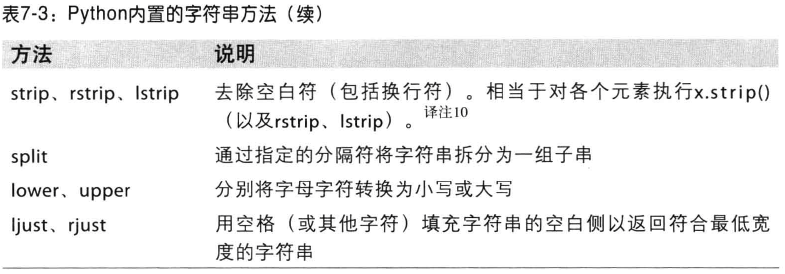 表7-3：Python内置的字符串方法（续）
方法 说明
strip、rstrip、lstrip 去除空白符（包括换行符）。相当于对各个元素执行x.strip()
（以及rstrip、lstrip）。译注10
split 通过指定的分隔符将字符串拆分为一组子串
lower、upper 分别将字母字符转换为小写或大写
ljust、rjust 用空格（或其他字符）填充字符串的空白侧以返回符合最低宽
度的字符串